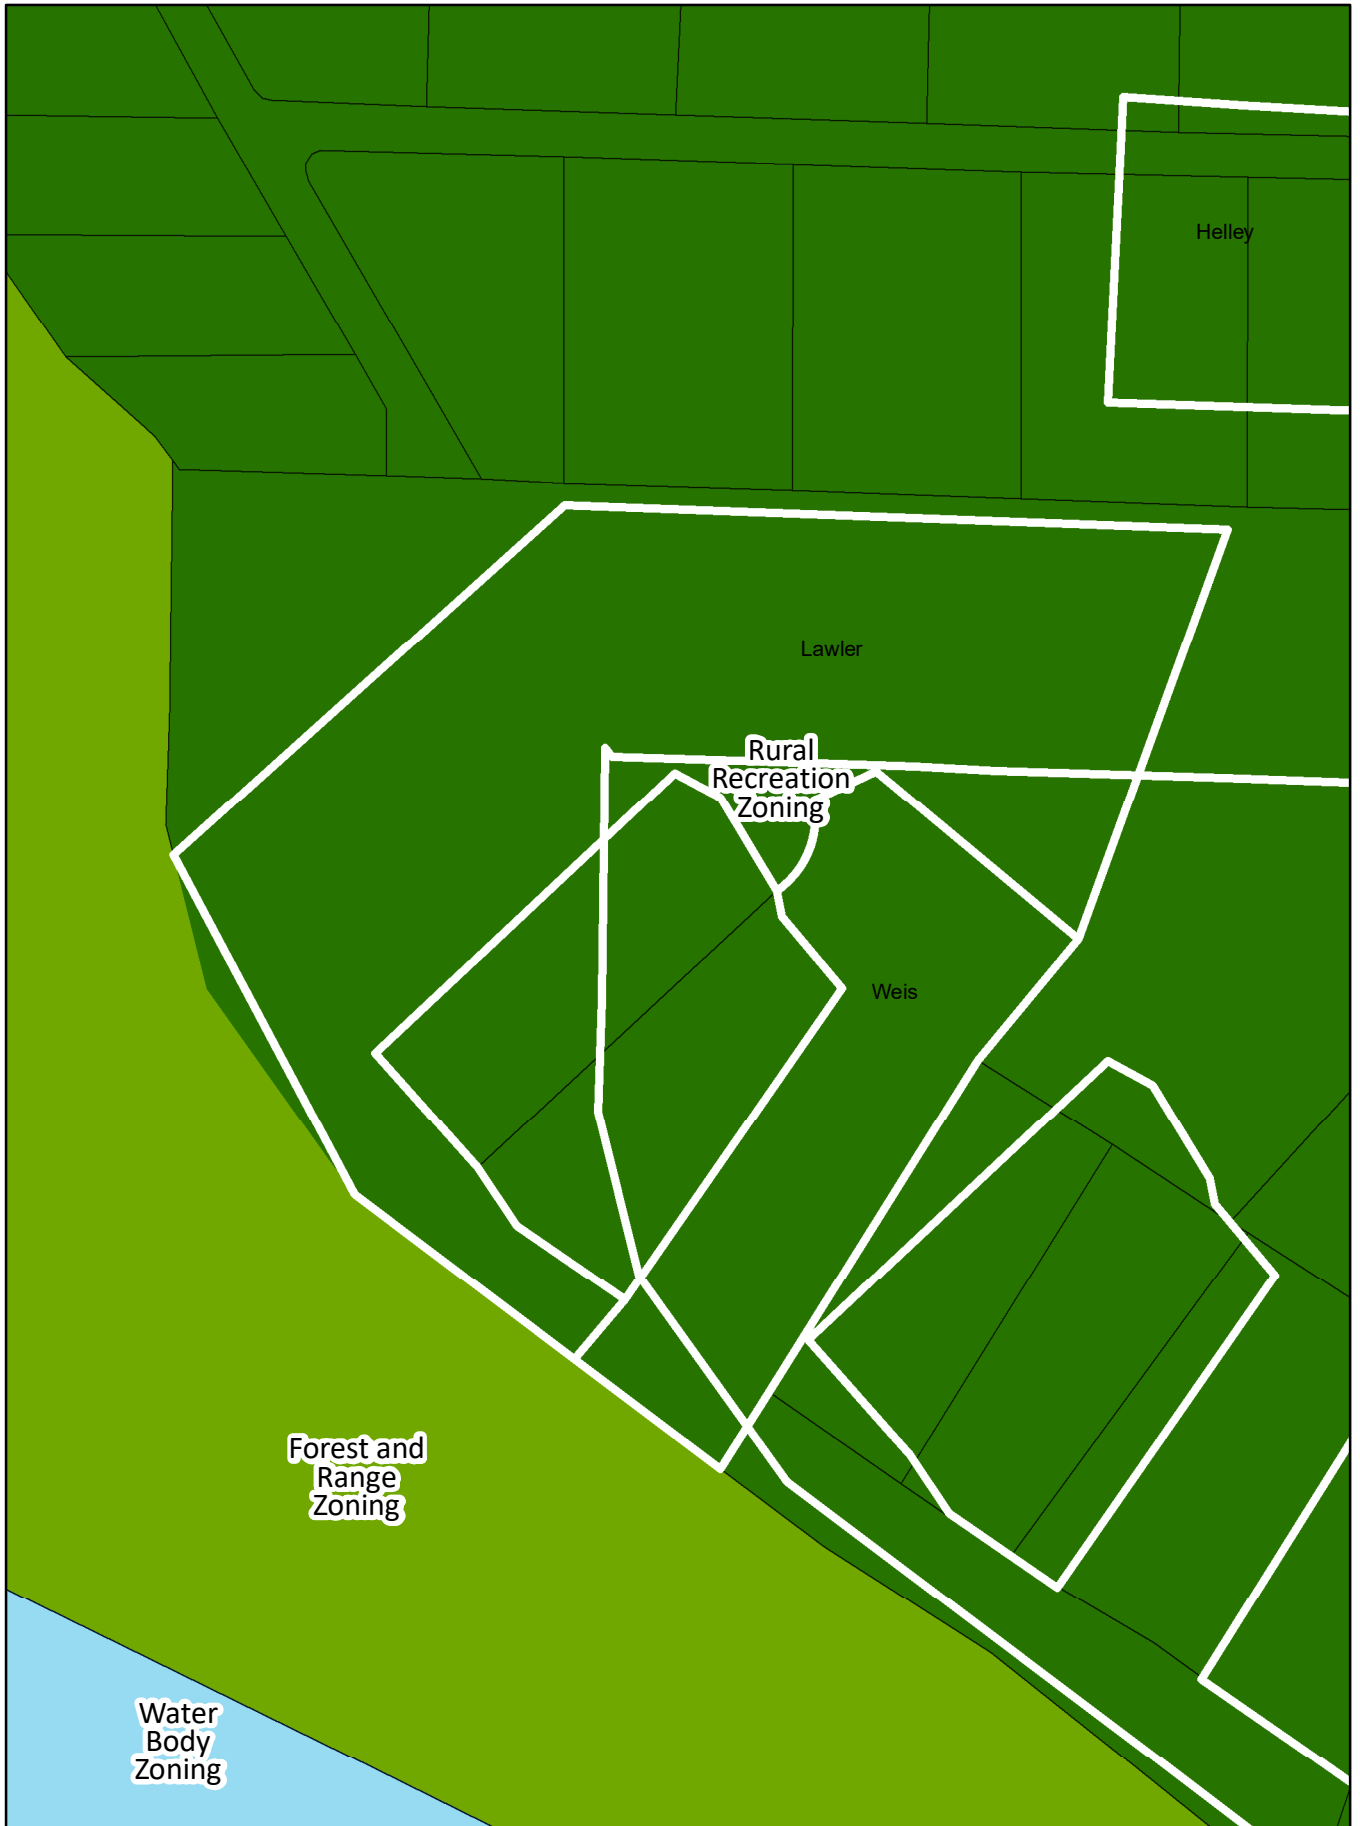 Helley
Lawler
Rural
Recreation
Zoning
Weis
Forest and
Range
Zoning
Water
Body
Zoning